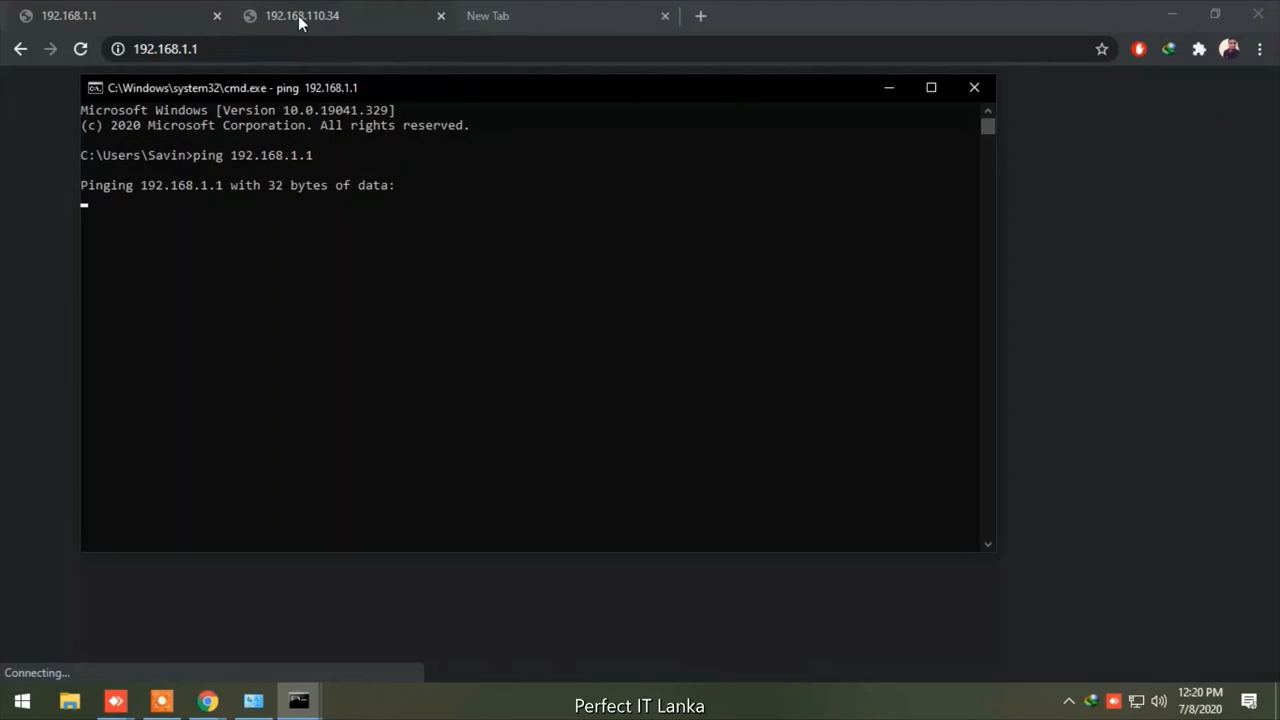 192.168.1.1
192.168.110.34
New Tab
192.168.1.1
C:\Windows\system32\cmd.exe - ping  192.168.1.1
Microsoft Windows [Version 10.0.19041.329]
(c) 2020 Microsoft Corporation. All rights reserved.
C:\Users\Savin>ping 192.168.1.1
Pinging 192.168.1.1 with 32 bytes of data:
Connecting...
Perfect IT Lanka
12:20 PM
7/8/2020